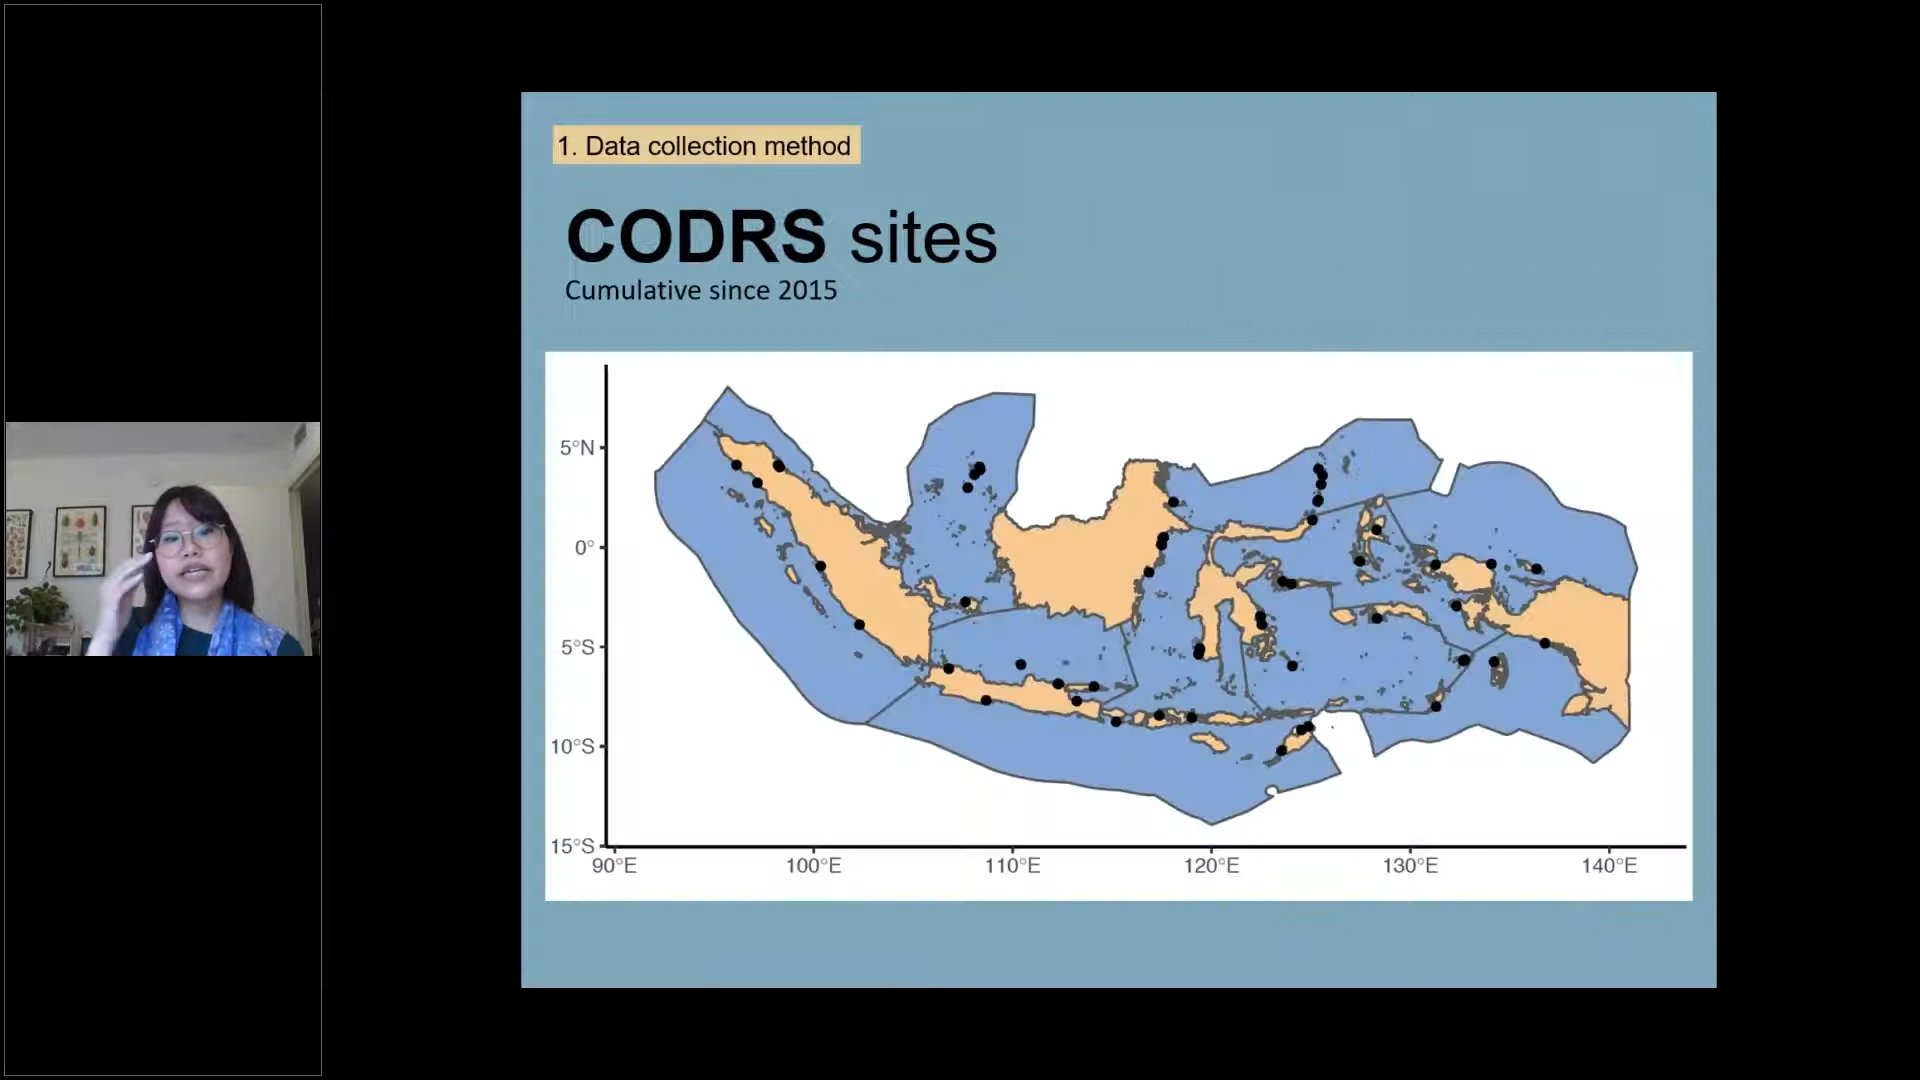 1. Data collection method
CODRS sites
Cumulative since 2015
5°N
0°
5°S
10°S
15°S
90°E
100°E
110°E
120°E
130°E
140°E